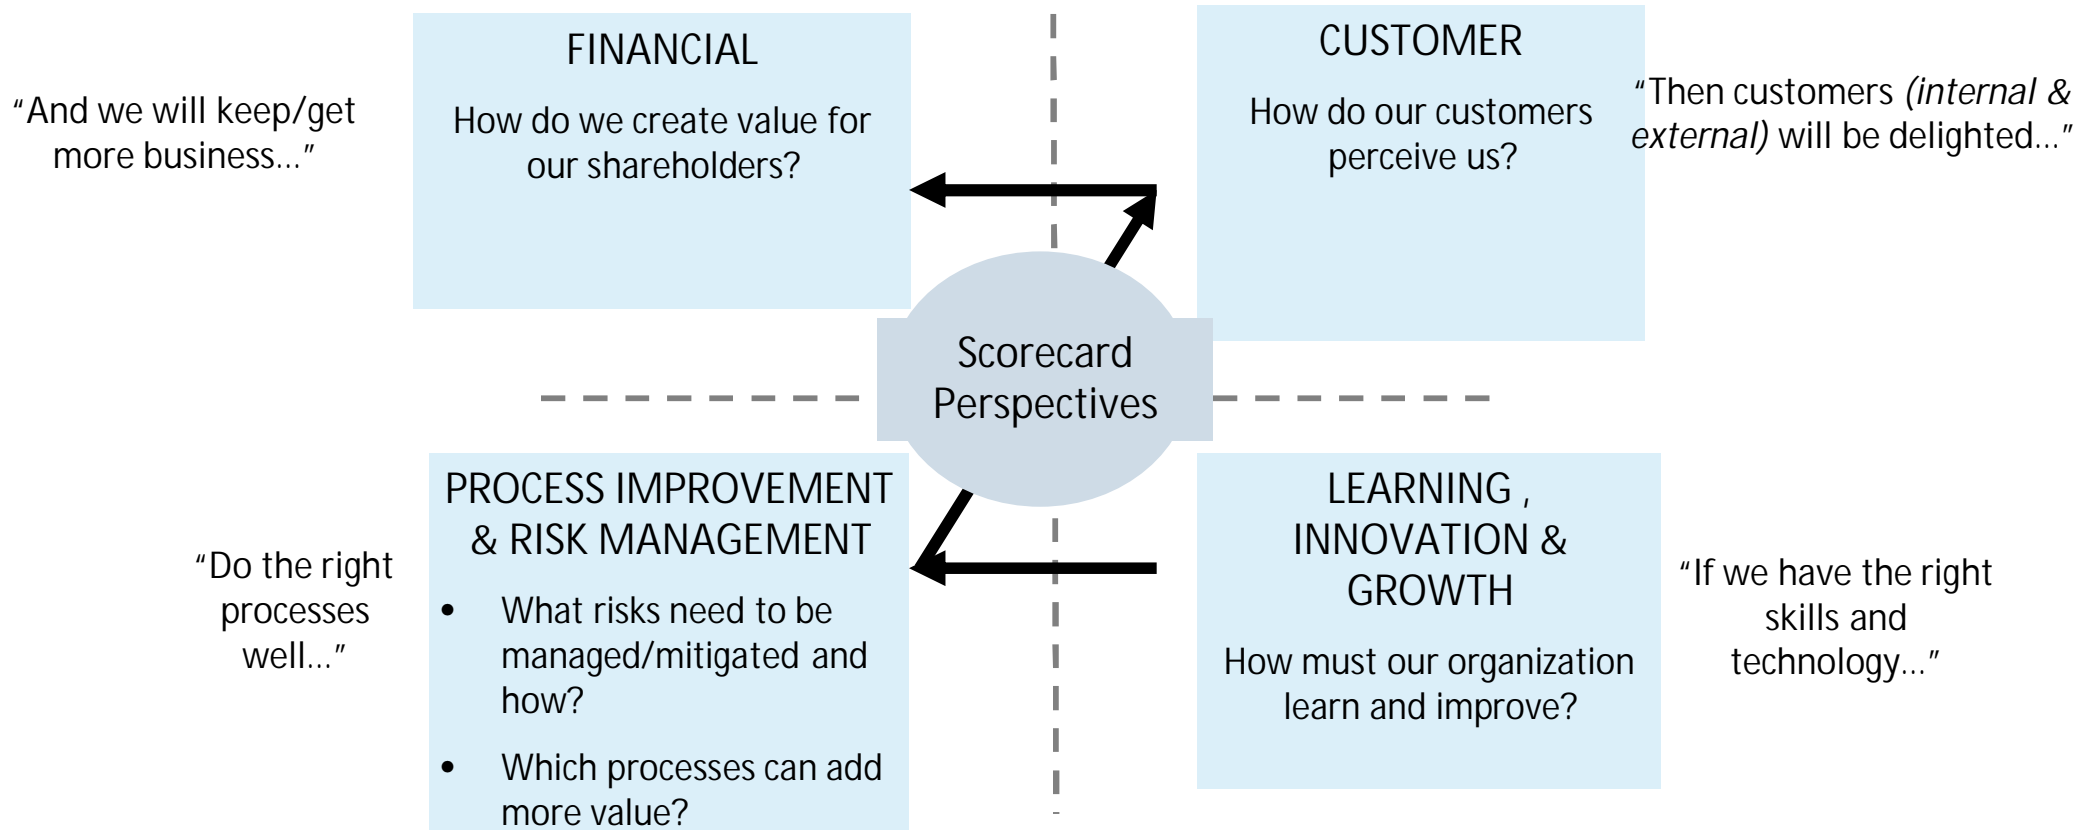 FINANCIAL
How do we create value for
our shareholders?
"And we will keep/get
more business..."
CUSTOMER
How do our customers
perceive us?
"Then customers (internal &
external) will be delighted..."
Scorecard
Perspectives
PROCESS IMPROVEMENT
& RISK MANAGEMENT
• What risks need to be
managed/mitigated and
how?
• Which processes can add
more value?
"Do the right
processes
well..."
LEARNING ,
INNOVATION &
GROWTH
How must our organization
learn and improve?
"If we have the right
skills and
technology..."